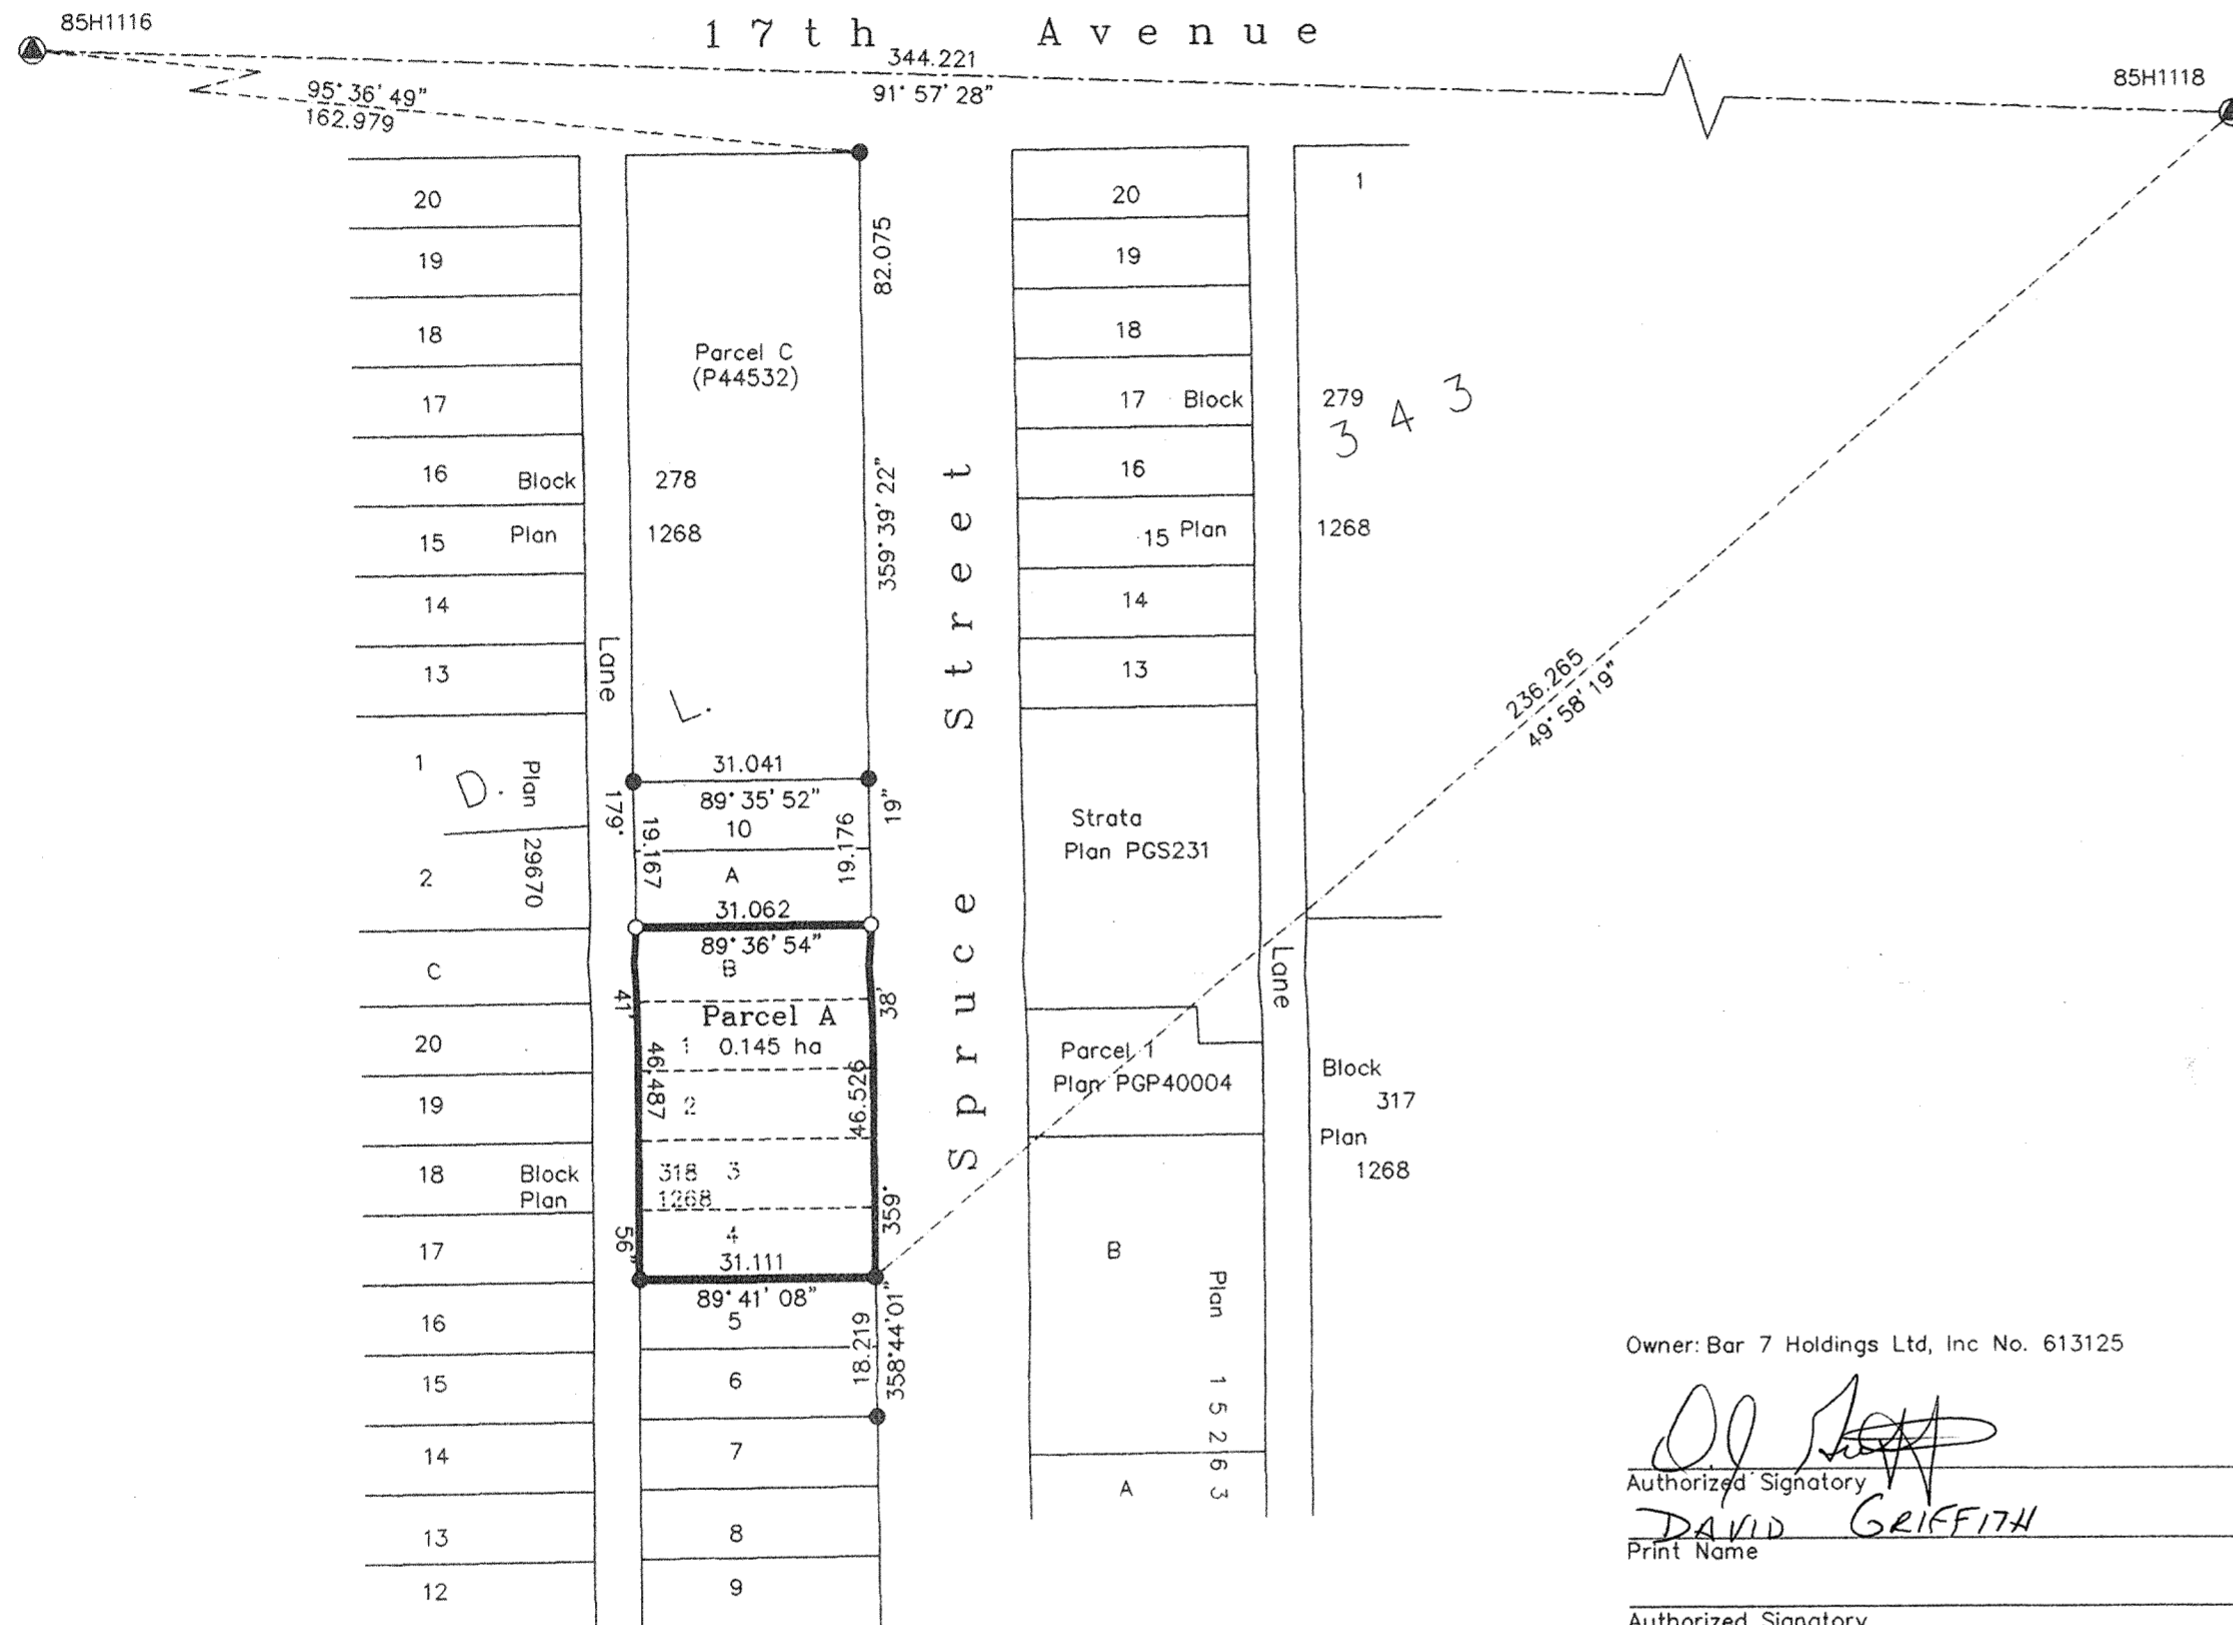 85H1116
17th Avenue
344.221
91°57'28"
85H1118
95°36'49"
162.979
20
19
18
17
16
15
14
13
Block 278
Plan 1268
Parcel C
(P44532)
82.075
359°39'22"
Lane
L.
1
D.
Plan 29670
2
C
20
19
18
17
16
15
14
13
12
Block 318
Plan 1268
31.041
89°35'52"
10
19.167
19.176
A
31.062
89°36'54"
B
Parcel A
1 0.145 ha
46.487
46.526
2
3
4
31.111
89°41'08"
179° 41' 56"
359° 38' 19"
5
18.219
358°44'01"
6
7
8
9
Spruce Street
20
19
18
17 Block 279
16
15 Plan 1268
14
13
1
3 4 3
Strata
Plan PGS231
Parcel 1
Plan PGP40004
Lane
Block
317
Plan
1268
B
Plan 15263
A
236.265
49°58'19"
Owner: Bar 7 Holdings Ltd, Inc No. 613125
Authorized Signatory
DAVID GRIFFITH
Print Name
Authorized Signatory